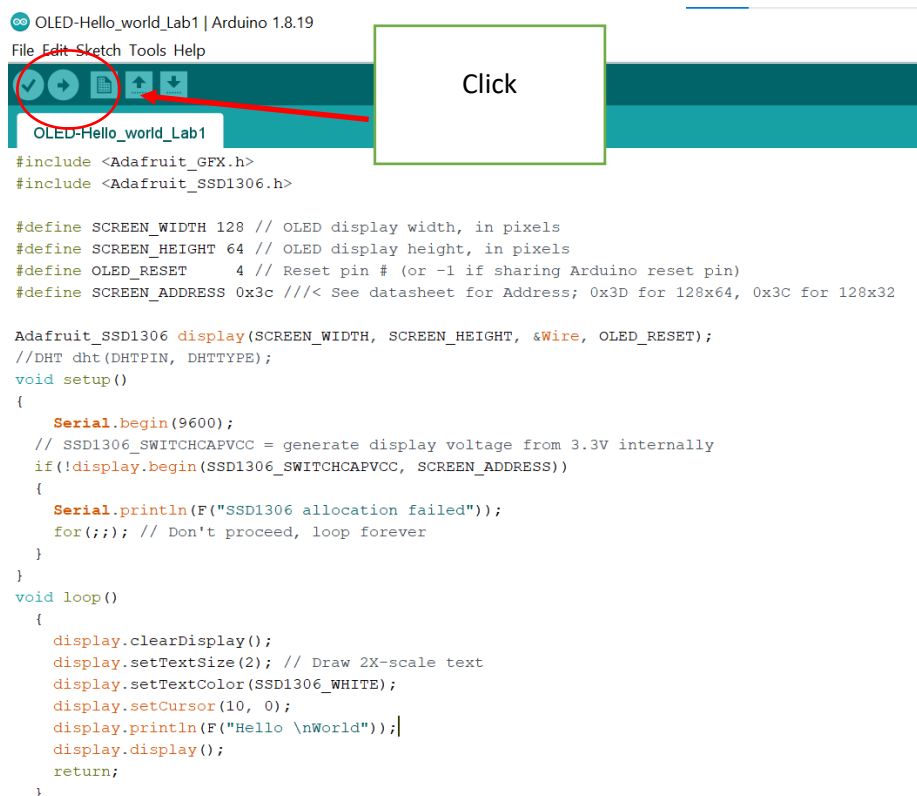 OLED-Hello_world_Lab1 | Arduino 1.8.19
File Edit Sketch Tools Help
Click
OLED-Hello_world_Lab1
#include <Adafruit_GFX.h>
#include <Adafruit_SSD1306.h>

#define SCREEN_WIDTH 128 // OLED display width, in pixels
#define SCREEN_HEIGHT 64 // OLED display height, in pixels
#define OLED_RESET     4 // Reset pin # (or -1 if sharing Arduino reset pin)
#define SCREEN_ADDRESS 0x3c ///< See datasheet for Address; 0x3D for 128x64, 0x3C for 128x32

Adafruit_SSD1306 display(SCREEN_WIDTH, SCREEN_HEIGHT, &Wire, OLED_RESET);
//DHT dht(DHTPIN, DHTTYPE);
void setup()
{
    Serial.begin(9600);
  // SSD1306_SWITCHCAPVCC = generate display voltage from 3.3V internally
  if(!display.begin(SSD1306_SWITCHCAPVCC, SCREEN_ADDRESS))
  {
    Serial.println(F("SSD1306 allocation failed"));
    for(;;); // Don't proceed, loop forever
  }
}
void loop()
  {
    display.clearDisplay();
    display.setTextSize(2); // Draw 2X-scale text
    display.setTextColor(SSD1306_WHITE);
    display.setCursor(10, 0);
    display.println(F("Hello \nWorld"));
    display.display();
    return;
  }